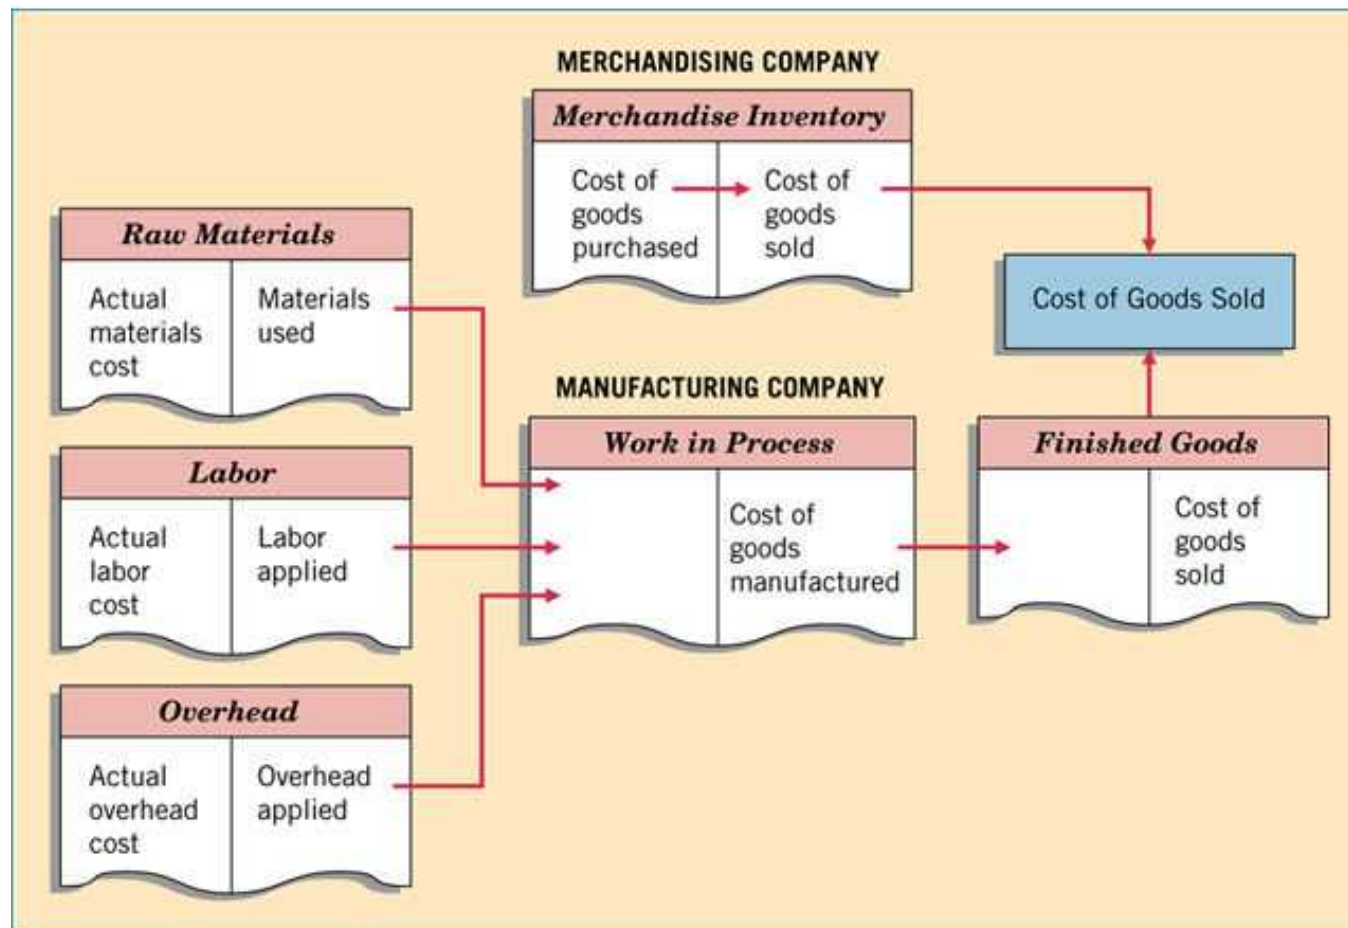 MERCHANDISING COMPANY
Merchandise Inventory
Cost of
goods
purchased
Cost of
goods
sold
Raw Materials
Actual
materials
cost
Materials
used
Cost of Goods Sold
MANUFACTURING COMPANY
Work in Process
Cost of
goods
manufactured
Finished Goods
Cost of
goods
sold
Labor
Actual
labor
cost
Labor
applied
Overhead
Actual
overhead
cost
Overhead
applied